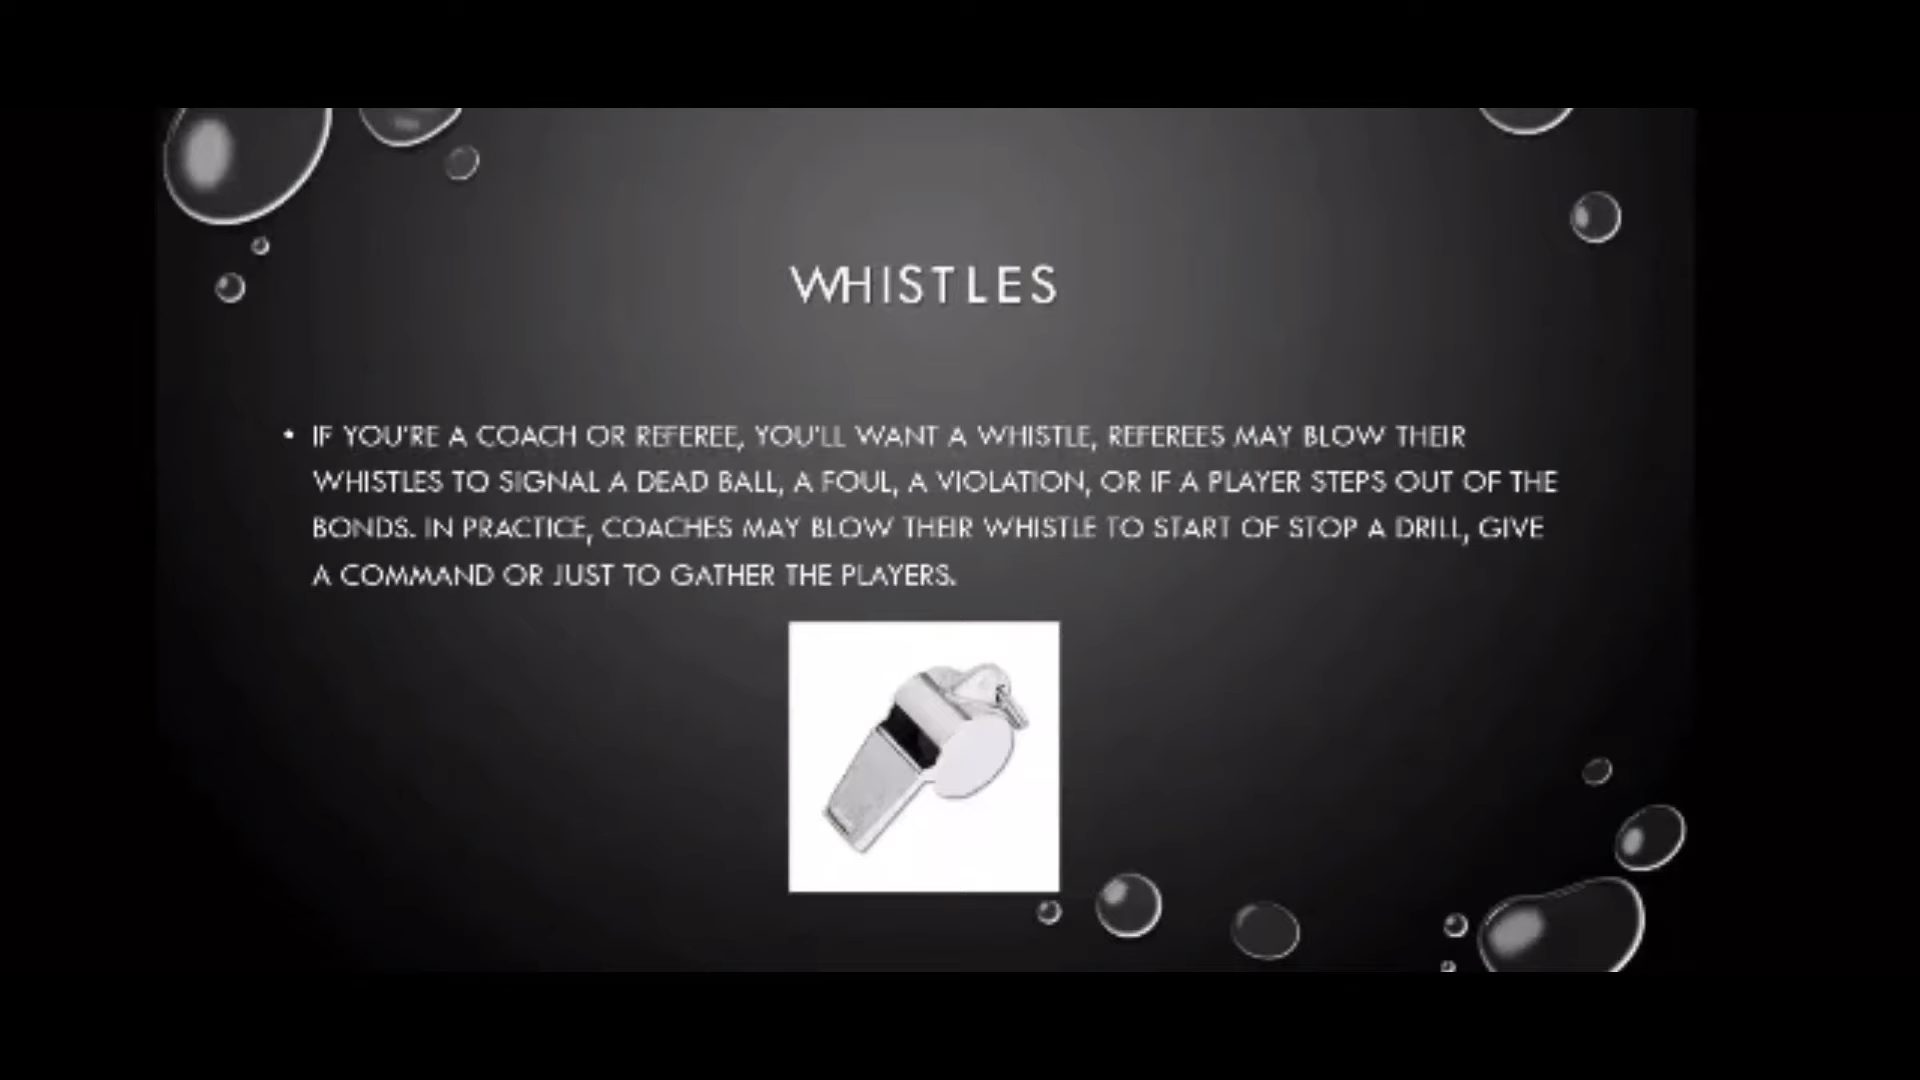 WHISTLES
• IF YOU'RE A COACH OR REFEREE, YOU'LL WANT A WHISTLE, REFEREES MAY BLOW THEIR
WHISTLES TO SIGNAL A DEAD BALL, A FOUL, A VIOLATION, OR IF A PLAYER STEPS OUT OF THE
BONDS. IN PRACTICE, COACHES MAY BLOW THEIR WHISTLE TO START OF STOP A DRILL, GIVE
A COMMAND OR JUST TO GATHER THE PLAYERS.